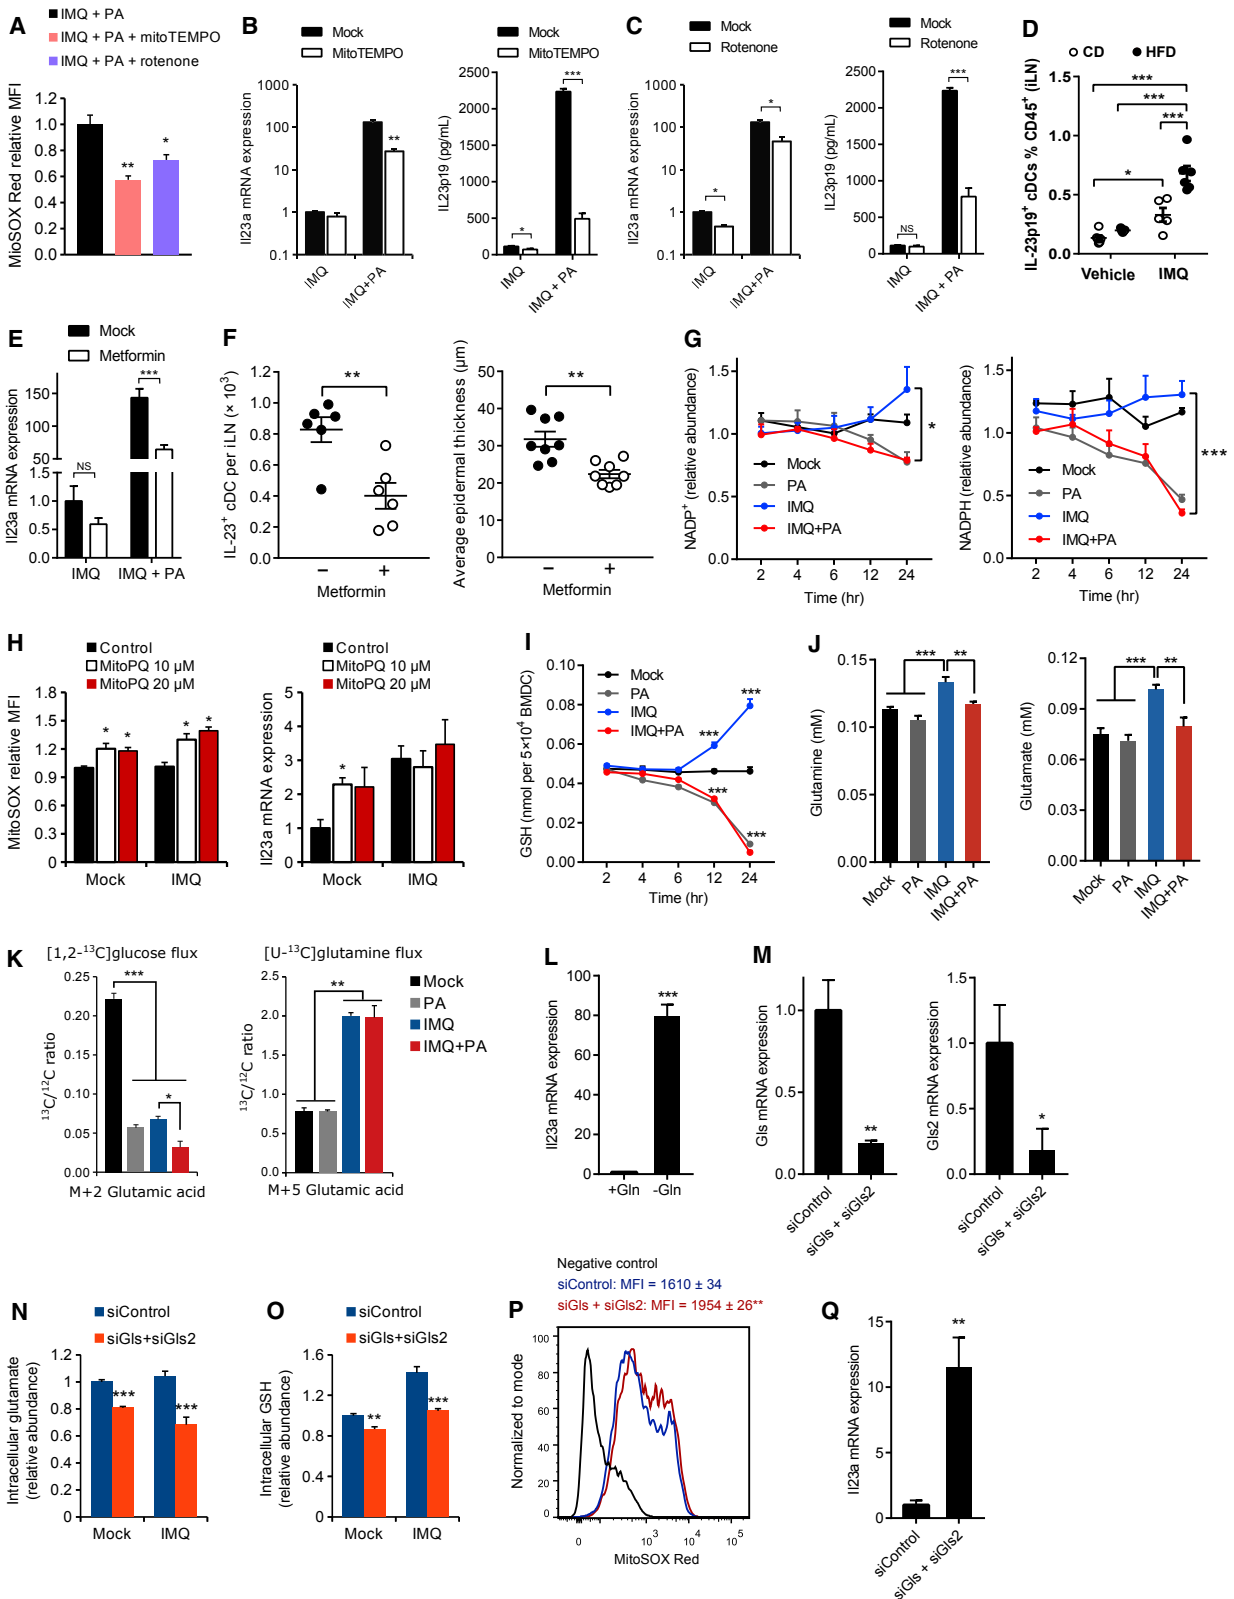 A
IMQ + PA
IMQ + PA + mitoTEMPO
IMQ + PA + rotenone
MioSOX Red relative MFI
1.2
1.0
0.8
0.6
0.4
0.2
0.0
**
*
B
Mock
MitoTEMPO
Il23a mRNA expression
1000
100
10
1
0.1
**
IMQ
IMQ+PA
Mock
MitoTEMPO
IL23p19 (pg/mL)
2500
2000
1500
1000
500
0
*
***
IMQ
IMQ + PA
C
Mock
Rotenone
Il23a mRNA expression
1000
100
10
1
0.1
*
*
IMQ
IMQ+PA
Mock
Rotenone
IL23p19 (pg/mL)
2500
2000
1500
1000
500
0
NS
***
IMQ
IMQ + PA
D
CD HFD
IL-23p19+ cDCs % CD45+ (iLN)
1.5
1.0
0.5
0.0
***
***
***
*
Vehicle IMQ
E
Mock
Metformin
Il23a mRNA expression
150
100
50
1.5
1.0
0.5
0.0
NS
***
IMQ IMQ + PA
F
IL-23+ cDC per iLN (× 10³)
1.2
1.0
0.8
0.6
0.4
0.2
0
**
– +
Metformin
Average epidermal thickness (µm)
50
40
30
20
10
0
**
– +
Metformin
G
NADP+ (relative abundance)
1.5
1.0
0.5
0.0
Mock
PA
IMQ
IMQ+PA
*
2 4 6 12 24
Time (hr)
NADPH (relative abundance)
1.5
1.0
0.5
0.0
Mock
PA
IMQ
IMQ+PA
***
2 4 6 12 24
Time (hr)
H
Control
MitoPQ 10 µM
MitoPQ 20 µM
MitoSOX relative MFI
1.8
1.5
1.2
0.9
0.6
0.3
0
* * * *
Mock IMQ
Control
MitoPQ 10 µM
MitoPQ 20 µM
Il23a mRNA expression
5
4
3
2
1
0
*
Mock IMQ
I
GSH (nmol per 5×10⁴ BMDC)
0.10
0.08
0.06
0.04
0.02
0.00
Mock
PA
IMQ
IMQ+PA
***
***
***
***
2 4 6 12 24
Time (hr)
J
Glutamine (mM)
0.15
0.10
0.05
0.00
*** **
Mock
PA
IMQ
IMQ+PA
Glutamate (mM)
0.12
0.09
0.06
0.03
0.00
*** **
Mock
PA
IMQ
IMQ+PA
K
[1,2-¹³C]glucose flux
¹³C/¹²C ratio
0.25
0.20
0.15
0.10
0.05
0.00
***
*
M+2 Glutamic acid
[U-¹³C]glutamine flux
¹³C/¹²C ratio
2.5
2.0
1.5
1.0
0.5
0.0
**
M+5 Glutamic acid
Mock
PA
IMQ
IMQ+PA
L
Il23a mRNA expression
80
60
40
20
0
***
+Gln -Gln
M
Gls mRNA expression
1.0
0.5
0.0
**
siControl
siGls + siGls2
Gls2 mRNA expression
1.5
1.0
0.5
0.0
*
siControl
siGls + siGls2
N
siControl
siGls+siGls2
Intracellular glutamate
(relative abundance)
1.2
1
0.8
0.6
0.4
0.2
0
***
***
Mock IMQ
O
siControl
siGls+siGls2
Intracellular GSH
(relative abundance)
1.6
1.2
0.8
0.4
0
**
***
Mock IMQ
P
Negative control
siControl: MFI = 1610 ± 34
siGls + siGls2: MFI = 1954 ± 26**
Normalized to mode
100
80
60
40
20
0
0 10³ 10⁴ 10⁵
MitoSOX Red
Q
Il23a mRNA expression
15
10
5
0
**
siControl
siGls + siGls2